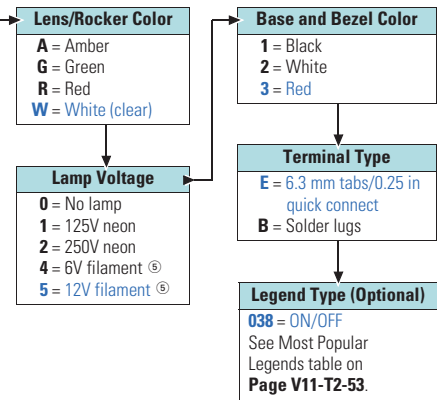 Lens/Rocker Color
A = Amber
G = Green
R = Red
W = White (clear)
Lamp Voltage
0 = No lamp
1 = 125V neon
2 = 250V neon
4 = 6V filament ⑤
5 = 12V filament ⑤
Base and Bezel Color
1 = Black
2 = White
3 = Red
Terminal Type
E = 6.3 mm tabs/0.25 in
quick connect
B = Solder lugs
Legend Type (Optional)
038 = ON/OFF
See Most Popular
Legends table on
Page V11-T2-53.